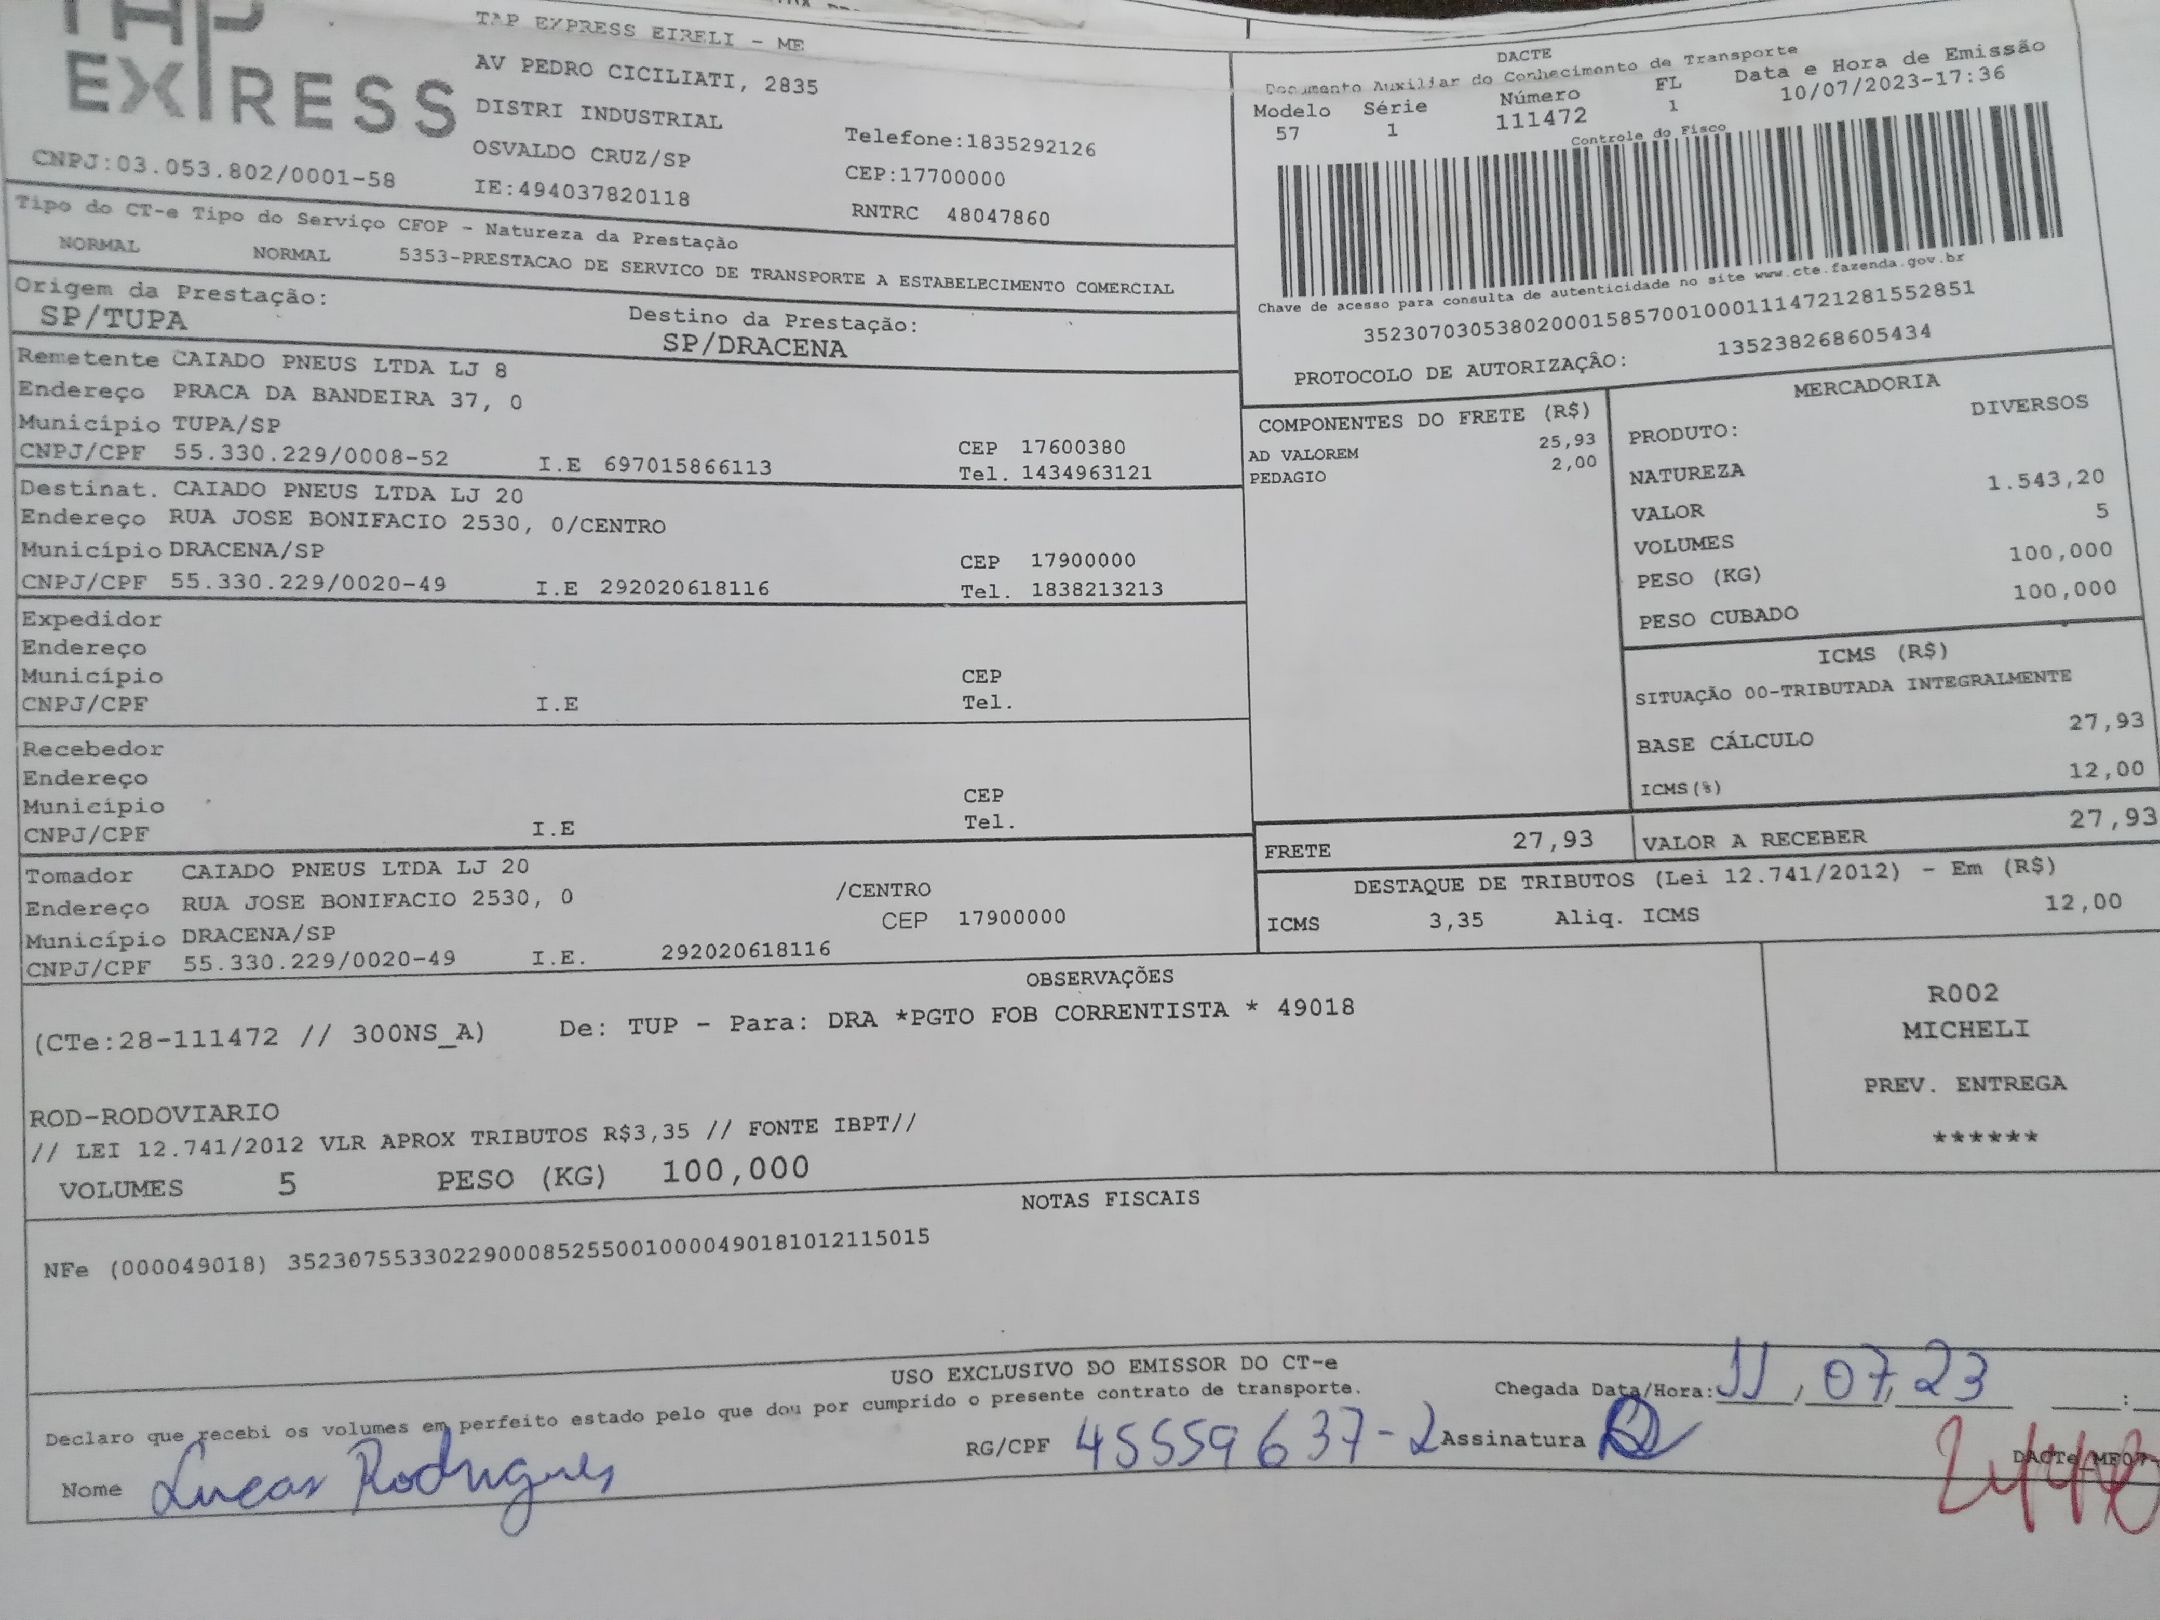 TAP
EXPRESS
TAP EXPRESS EIRELI - ME
AV PEDRO CICILIATI, 2835
DISTRI INDUSTRIAL
OSVALDO CRUZ/SP
Telefone:1835292126
CEP:17700000
CNPJ:03.053.802/0001-58
IE:494037820118
RNTRC 48047860
DACTE
Documento Auxiliar do Conhecimento de Transporte
Modelo Série Número FL Data e Hora de Emissão
57 1 111472 1 10/07/2023-17:36
Controle do Fisco
Chave de acesso para consulta de autenticidade no site www.cte.fazenda.gov.br
35230703053802000158570010001114721281552851
PROTOCOLO DE AUTORIZAÇÂO: 135238268605434
Tipo do CT-e Tipo do Serviço CFOP - Natureza da Prestação
NORMAL NORMAL 5353-PRESTACAO DE SERVICO DE TRANSPORTE A ESTABELECIMENTO COMERCIAL
Origem da Prestação: Destino da Prestação:
SP/TUPA SP/DRACENA
Remetente CAIADO PNEUS LTDA LJ 8
Endereço PRACA DA BANDEIRA 37, 0
Município TUPA/SP CEP 17600380
CNPJ/CPF 55.330.229/0008-52 I.E 697015866113 Tel. 1434963121
Destinat. CAIADO PNEUS LTDA LJ 20
Endereço RUA JOSE BONIFACIO 2530, 0/CENTRO
Município DRACENA/SP CEP 17900000
CNPJ/CPF 55.330.229/0020-49 I.E 292020618116 Tel. 1838213213
Expedidor
Endereço
Município CEP
CNPJ/CPF I.E Tel.
Recebedor
Endereço
Município CEP
CNPJ/CPF I.E Tel.
Tomador CAIADO PNEUS LTDA LJ 20
Endereço RUA JOSE BONIFACIO 2530, 0 /CENTRO
Município DRACENA/SP CEP 17900000
CNPJ/CPF 55.330.229/0020-49 I.E. 292020618116
COMPONENTES DO FRETE (R$)
AD VALOREM 25,93
PEDAGIO 2,00
MERCADORIA
PRODUTO: DIVERSOS
NATUREZA
VALOR 1.543,20
VOLUMES 5
PESO (KG) 100,000
PESO CUBADO 100,000
ICMS (R$)
SITUAÇÃO 00-TRIBUTADA INTEGRALMENTE
BASE CÁLCULO 27,93
ICMS(%) 12,00
FRETE 27,93 VALOR A RECEBER 27,93
DESTAQUE DE TRIBUTOS (Lei 12.741/2012) - Em (R$)
ICMS 3,35 Aliq. ICMS 12,00
OBSERVAÇÕES
(CTe:28-111472 // 300NS_A) De: TUP - Para: DRA *PGTO FOB CORRENTISTA * 49018
ROD-RODOVIARIO
// LEI 12.741/2012 VLR APROX TRIBUTOS R$3,35 // FONTE IBPT//
VOLUMES 5 PESO (KG) 100,000
R002
MICHELI
PREV. ENTREGA
******
NOTAS FISCAIS
NFe (000049018) 35230755330229000852550010000490181012115015
USO EXCLUSIVO DO EMISSOR DO CT-e
Declaro que recebi os volumes em perfeito estado pelo que dou por cumprido o presente contrato de transporte.
Chegada Data/Hora: 11, 07, 23 :
Nome Lucas Rodrigues RG/CPF 45559637-2 Assinatura